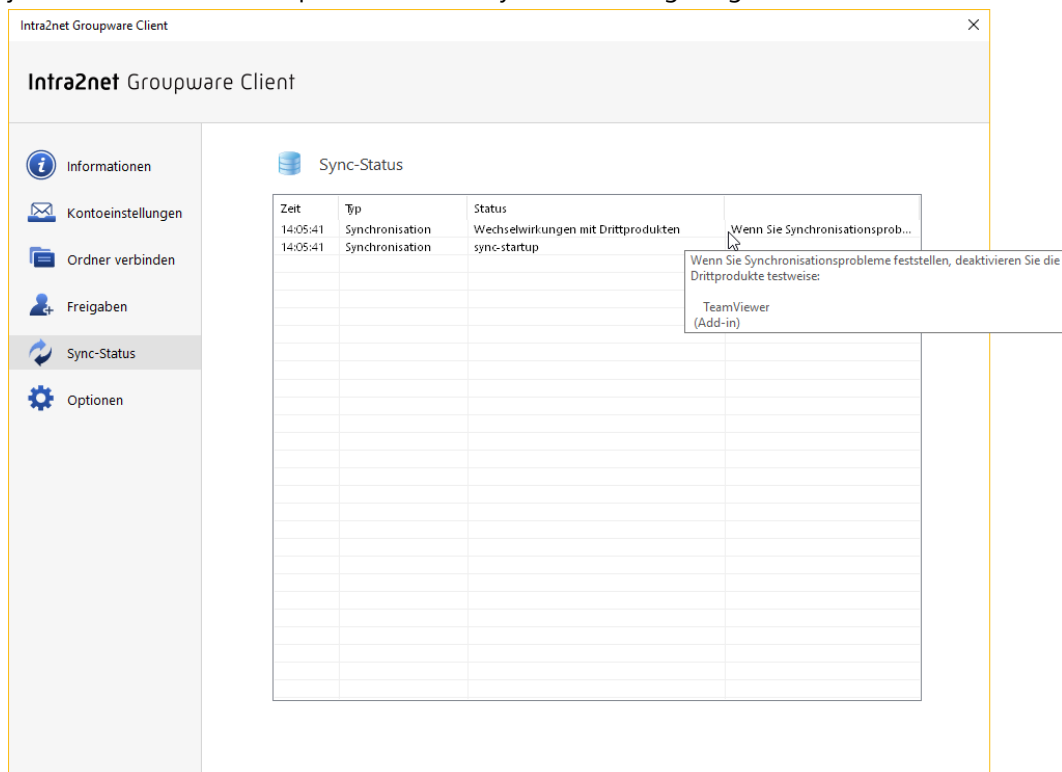 Intra2net Groupware Client
Intra2net Groupware Client
Informationen
Kontoeinstellungen
Ordner verbinden
Freigaben
Sync-Status
Optionen
Sync-Status
Zeit Typ Status
14:05:41 Synchronisation Wechselwirkungen mit Drittprodukten Wenn Sie Synchronisationsprob...
14:05:41 Synchronisation sync-startup
Wenn Sie Synchronisationsprobleme feststellen, deaktivieren Sie die
Drittprodukte testweise:
TeamViewer
(Add-in)